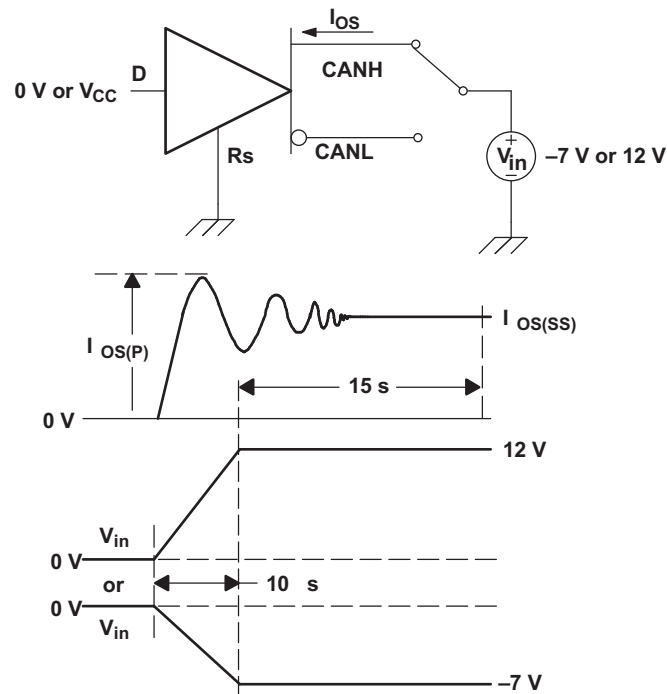 I_OS
D
0 V or V_CC
CANH
Rs
CANL
+
V_in
–
–7 V or 12 V
I_OS(P)
I_OS(SS)
15 s
0 V
12 V
V_in
0 V
or
10 s
0 V
V_in
–7 V